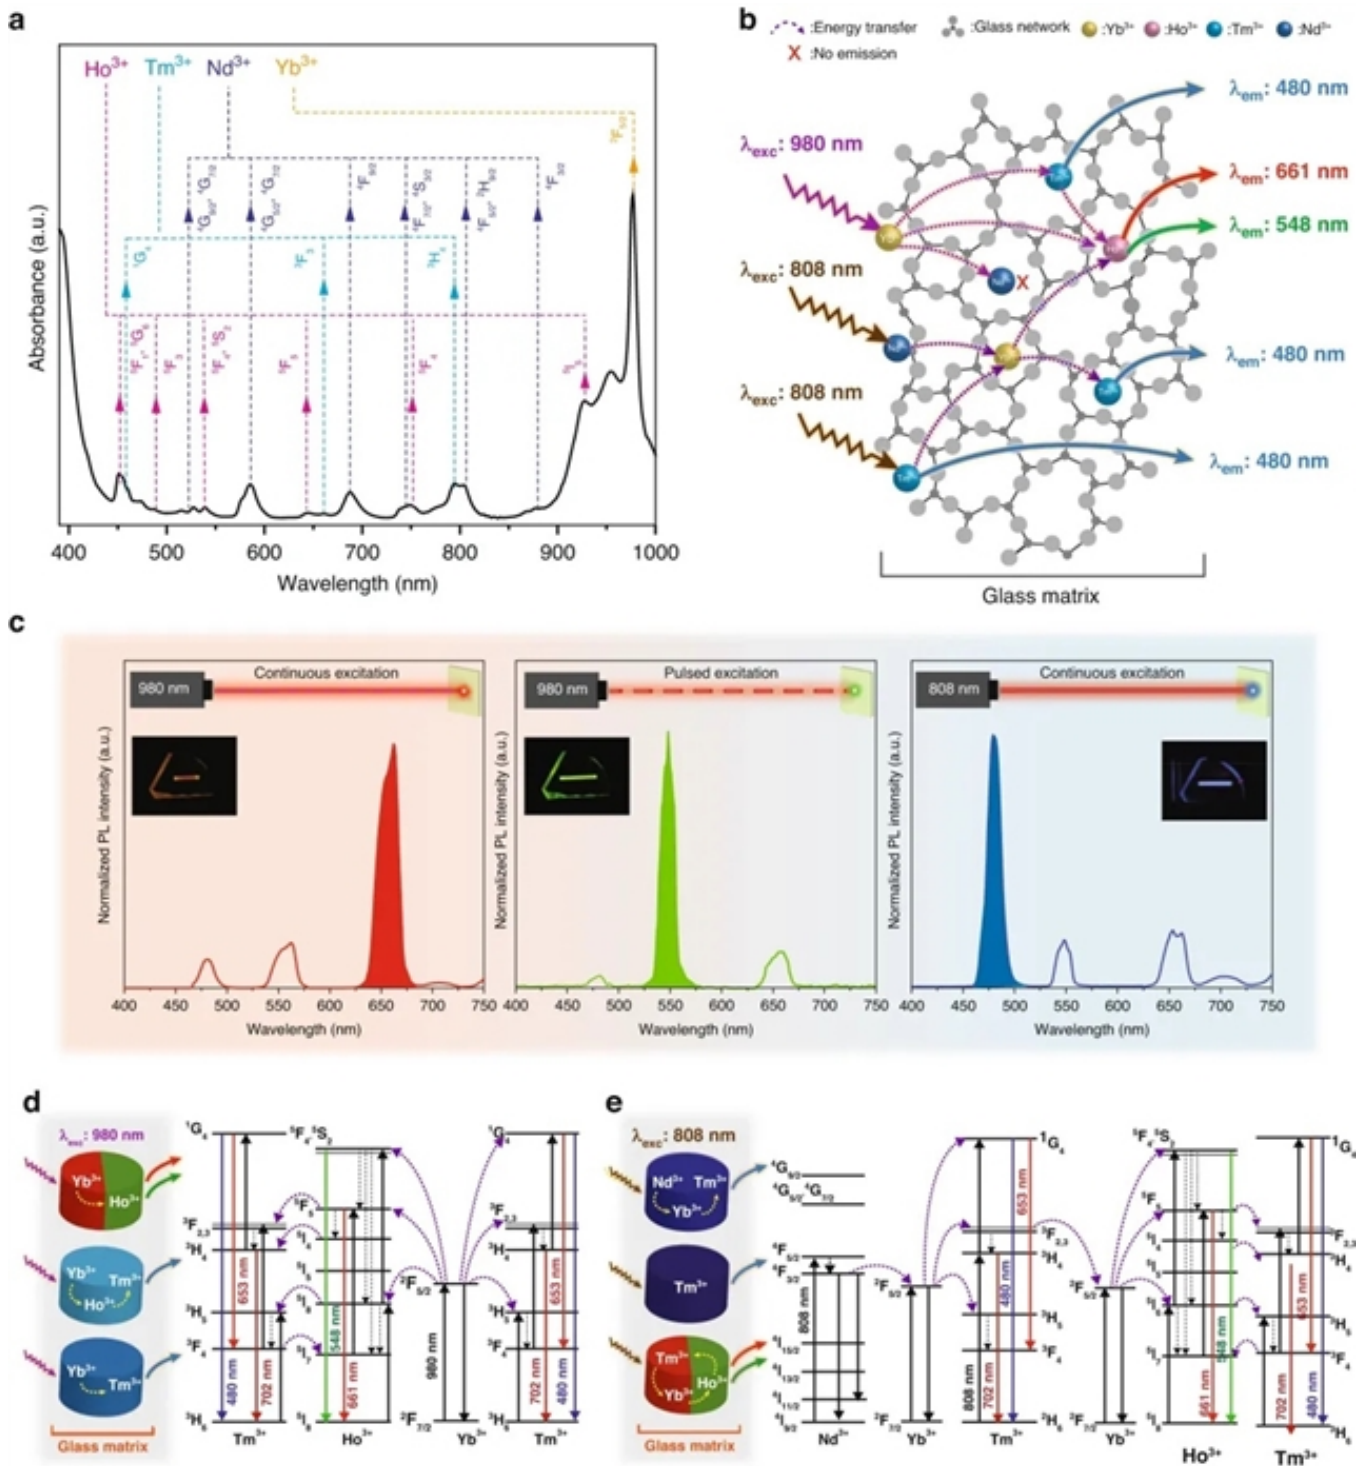 a
Ho³⁺ Tm³⁺ Nd³⁺ Yb³⁺
²F₅/₂
⁴G₉/₂, ⁴G₇/₂
⁴G₅/₂, ⁴G₇/₂
⁴F₉/₂
⁴F₇/₂, ⁴S₃/₂
⁴F₅/₂, ²H₉/₂
⁴F₃/₂
¹G₄
³F₃
³H₄
⁵F₁, ⁵G₆
⁵F₃
⁵F₄, ⁵S₂
⁵F₅
⁵F₄
Absorbance (a.u.)
400 500 600 700 800 900 1000
Wavelength (nm)
b
:Energy transfer :Glass network :Yb³⁺ :Ho³⁺ :Tm³⁺ :Nd³⁺
X :No emission
λem: 480 nm
λexc: 980 nm
λem: 661 nm
λem: 548 nm
λexc: 808 nm
X
λem: 480 nm
λexc: 808 nm
λem: 480 nm
Glass matrix
c
Continuous excitation
980 nm
Normalized PL intensity (a.u.)
400 450 500 550 600 650 700 750
Wavelength (nm)
Pulsed excitation
980 nm
Normalized PL intensity (a.u.)
400 450 500 550 600 650 700 750
Wavelength (nm)
Continuous excitation
808 nm
Normalized PL intensity (a.u.)
400 450 500 550 600 650 700 750
Wavelength (nm)
d
λexc: 980 nm
Yb³⁺ Ho³⁺
Yb³⁺ Tm³⁺
Ho³⁺
Yb³⁺ Tm³⁺
Glass matrix
¹G₄
³F₂,₃
³H₄
³H₅
³F₄
³H₆
480 nm
653 nm
702 nm
Tm³⁺
⁵F₄ ⁵S₂
⁵F₅
⁵I₄
⁵I₅
⁵I₆
⁵I₇
⁵I₈
548 nm
661 nm
Ho³⁺
²F₅/₂
980 nm
²F₇/₂
Yb³⁺
¹G₄
³F₂,₃
³H₄
³H₅
³F₄
³H₆
653 nm
702 nm
480 nm
Tm³⁺
e
λexc: 808 nm
Nd³⁺ Tm³⁺
Yb³⁺
Tm³⁺
Tm³⁺
Yb³⁺ Ho³⁺
Glass matrix
⁴G₉/₂
⁴G₅/₂ ⁴G₇/₂
⁴F₅/₂
⁴F₃/₂
808 nm
⁴I₁₅/₂
⁴I₁₃/₂
⁴I₁₁/₂
⁴I₉/₂
Nd³⁺
²F₅/₂
²F₇/₂
Yb³⁺
¹G₄
653 nm
³F₂,₃
³H₄
480 nm
³H₅
³F₄
808 nm
702 nm
Tm³⁺
²F₅/₂
²F₇/₂
Yb³⁺
⁵F₄ ⁵S₂
⁵F₅
⁵I₄
⁵I₅
⁵I₆
⁵I₇
⁵I₈
548 nm
661 nm
Ho³⁺
¹G₄
³F₂,₃
³H₄
653 nm
³H₅
³F₄
702 nm
480 nm
Tm³⁺